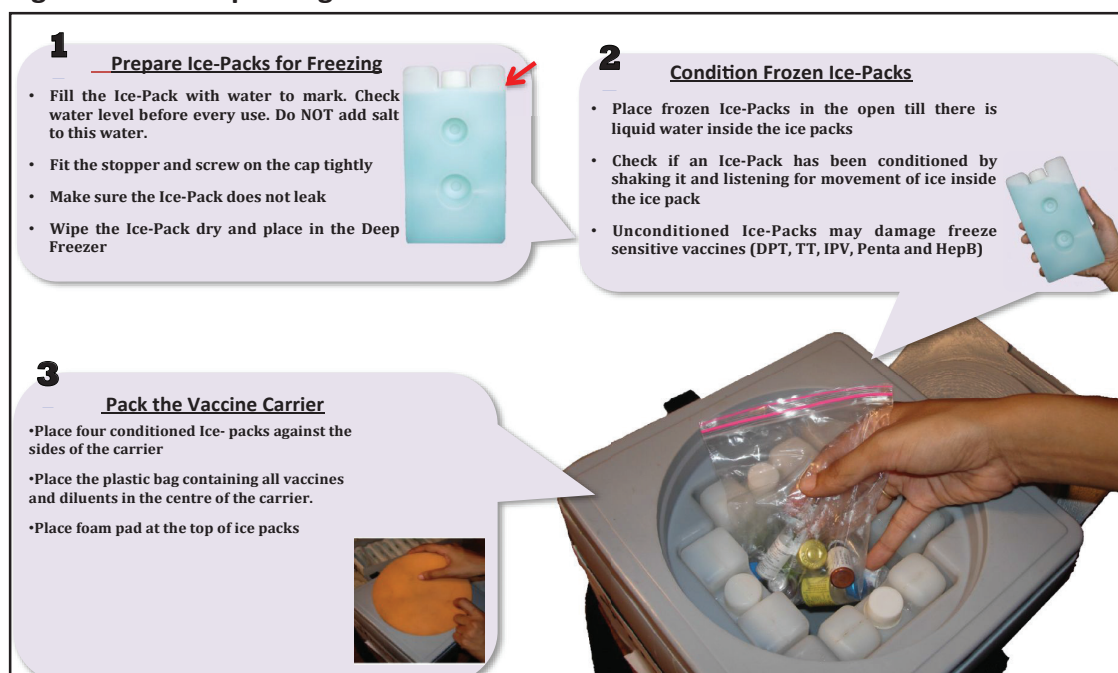 1
Prepare Ice-Packs for Freezing
• Fill the Ice-Pack with water to mark. Check
water level before every use. Do NOT add salt
to this water.
• Fit the stopper and screw on the cap tightly
• Make sure the Ice-Pack does not leak
• Wipe the Ice-Pack dry and place in the Deep
Freezer
2
Condition Frozen Ice-Packs
• Place frozen Ice-Packs in the open till there is
liquid water inside the ice packs
• Check if an Ice-Pack has been conditioned by
shaking it and listening for movement of ice inside
the ice pack
• Unconditioned Ice-Packs may damage freeze
sensitive vaccines (DPT, TT, IPV, Penta and HepB)
3
Pack the Vaccine Carrier
•Place four conditioned Ice- packs against the
sides of the carrier
•Place the plastic bag containing all vaccines
and diluents in the centre of the carrier.
•Place foam pad at the top of ice packs